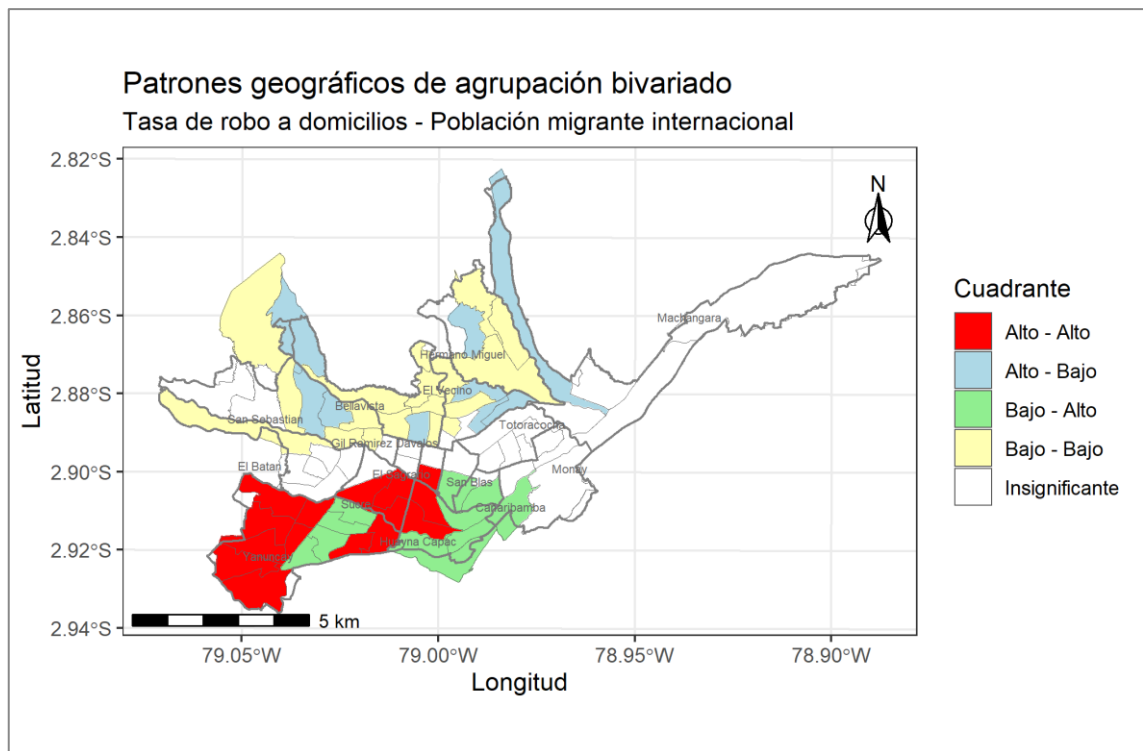 Patrones geográficos de agrupación bivariado
Tasa de robo a domicilios - Población migrante internacional
2.82°S
2.84°S
2.86°S
2.88°S
2.90°S
2.92°S
2.94°S
Latitud
N
Machangara
Hermano Miguel
El Vecino
Bellavista
San Sebastian
Totoracocha
Gil Ramirez Davalos
El Batan
El Sagrario
San Blas
Monay
Sucre
Cañaribamba
Huayna Capac
Yanuncay
5 km
79.05°W
79.00°W
78.95°W
78.90°W
Longitud
Cuadrante
Alto - Alto
Alto - Bajo
Bajo - Alto
Bajo - Bajo
Insignificante